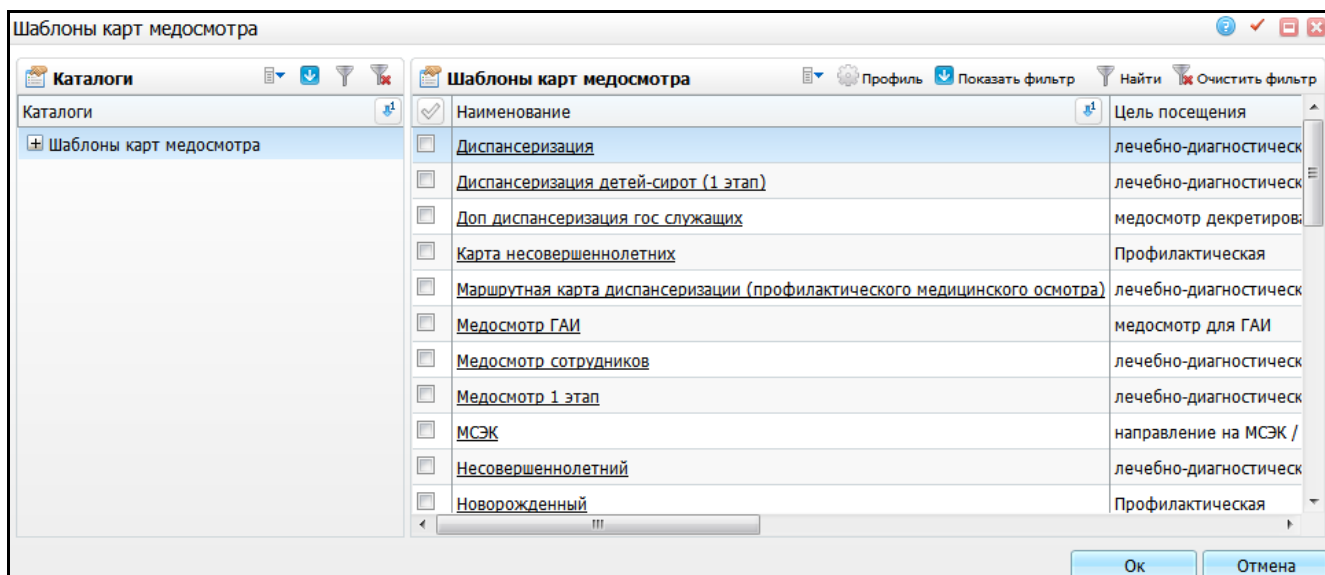 Шаблоны карт медосмотра
Каталоги
Шаблоны карт медосмотра Профиль Показать фильтр Найти Очистить фильтр
Каталоги
Наименование Цель посещения
Шаблоны карт медосмотра
Диспансеризация лечебно-диагностическ
Диспансеризация детей-сирот (1 этап) лечебно-диагностическ
Доп диспансеризация гос служащих медосмотр декретирова
Карта несовершеннолетних Профилактическая
Маршрутная карта диспансеризации (профилактического медицинского осмотра) лечебно-диагностическ
Медосмотр ГАИ медосмотр для ГАИ
Медосмотр сотрудников лечебно-диагностическ
Медосмотр 1 этап лечебно-диагностическ
МСЭК направление на МСЭК /
Несовершеннолетний лечебно-диагностическ
Новорожденный Профилактическая
Ок Отмена